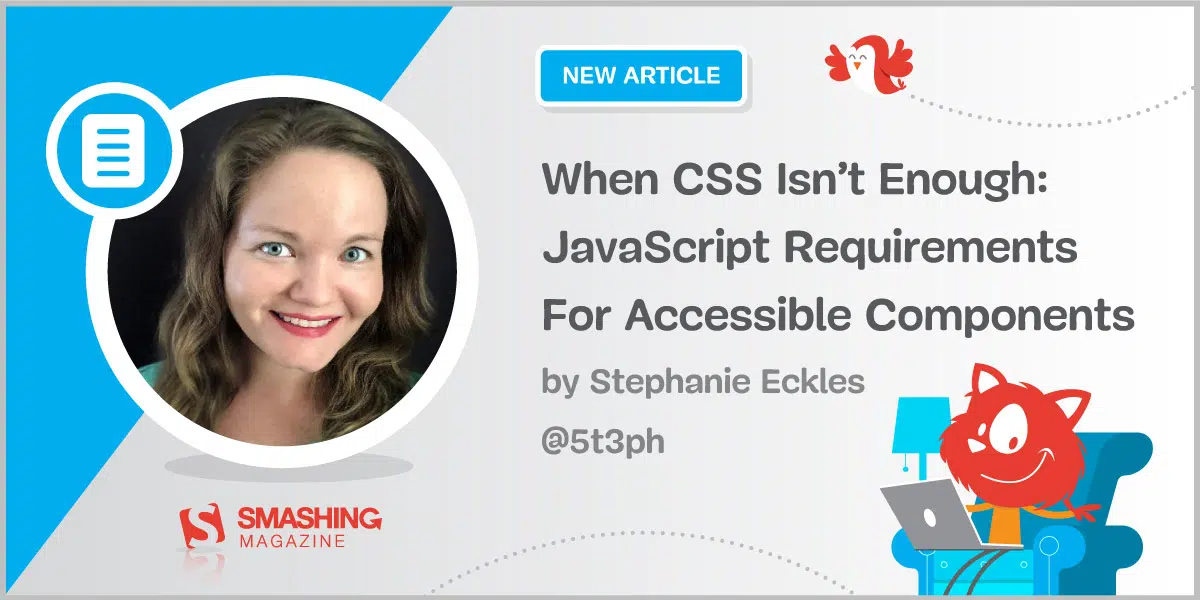 NEW ARTICLE
When CSS Isn’t Enough:
JavaScript Requirements
For Accessible Components
by Stephanie Eckles
@5t3ph
SMASHING
MAGAZINE